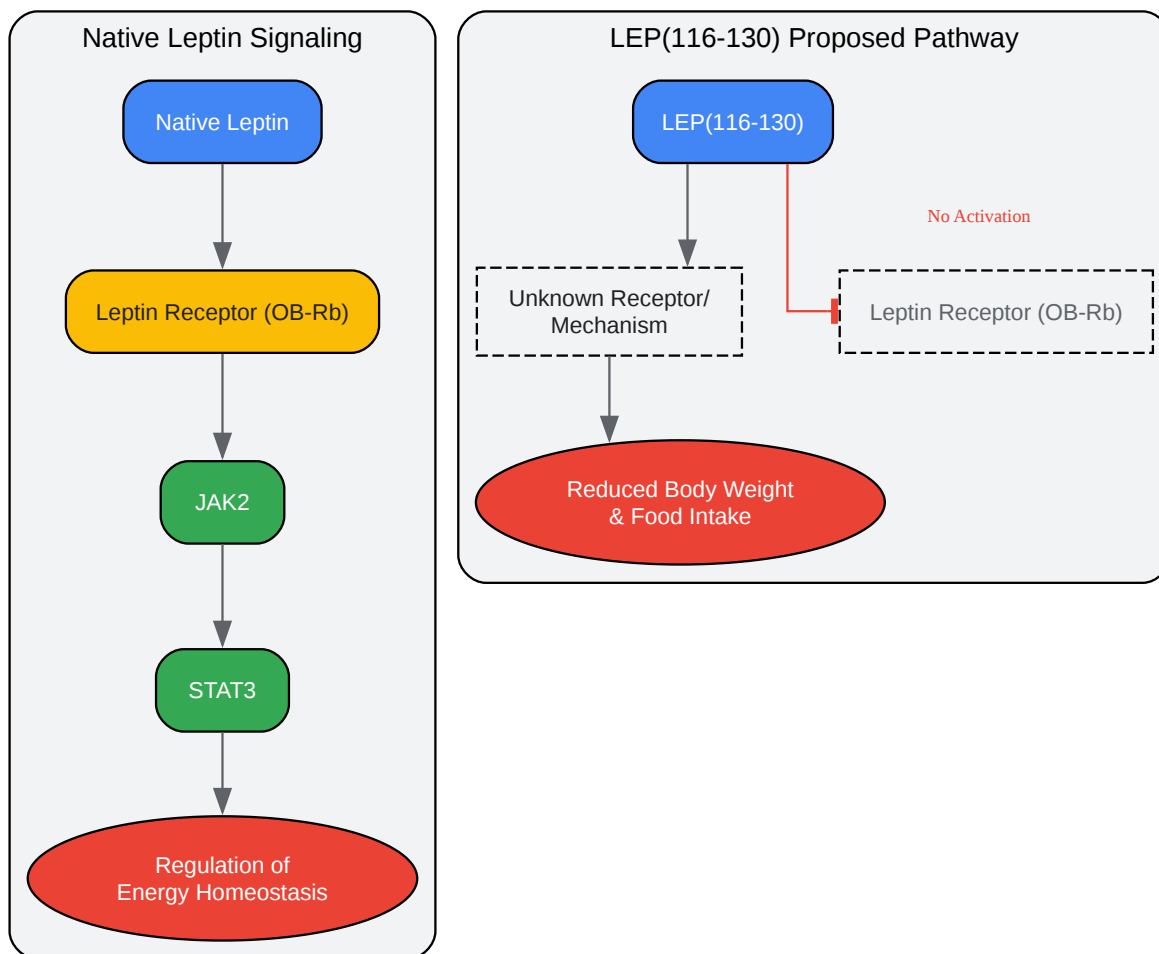 Native Leptin Signaling
Native Leptin
Leptin Receptor (OB-Rb)
JAK2
STAT3
Regulation of
Energy Homeostasis
LEP(116-130) Proposed Pathway
LEP(116-130)
No Activation
Unknown Receptor/
Mechanism
Leptin Receptor (OB-Rb)
Reduced Body Weight
& Food Intake